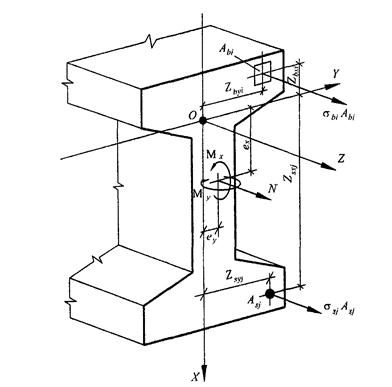 A_bi
Z_bxi
Z_byi
Y
σ_bi A_bi
O
Z
M_x
e_x
Z_sxj
M_y
N
e_y
Z_syj
A_sj
σ_sj A_sj
X